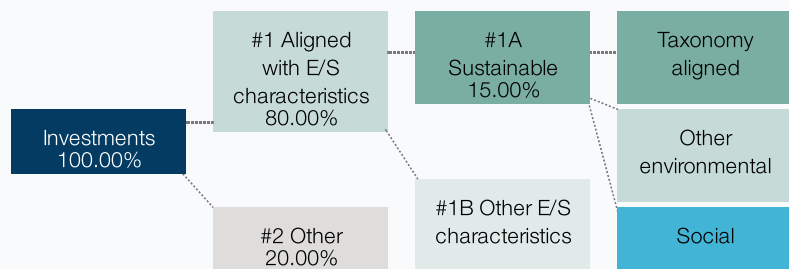 Investments
100.00%
#1 Aligned
with E/S
characteristics
80.00%
#2 Other
20.00%
#1A
Sustainable
15.00%
#1B Other E/S
characteristics
Taxonomy
aligned
Other
environmental
Social